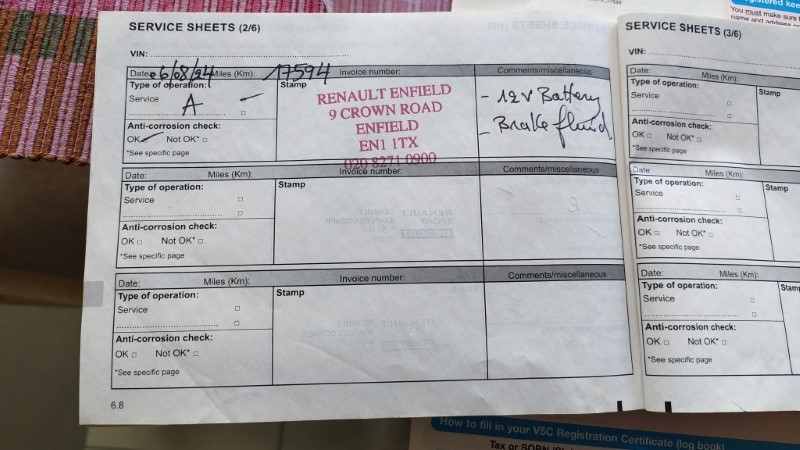 SERVICE SHEETS (2/6)
VIN:
Date: 06/08/24 Miles (Km): 17594 Invoice number: Comments/miscellaneous
Type of operation:
Service A
Anti-corrosion check:
OK Not OK*
*See specific page
Stamp
RENAULT ENFIELD
9 CROWN ROAD
ENFIELD
EN1 1TX
020 8271 0900
- 12V Battery
- Brake fluid
Date: Miles (Km): Invoice number: Comments/miscellaneous
Type of operation:
Service
Anti-corrosion check:
OK Not OK*
*See specific page
Stamp
Date: Miles (Km): Invoice number: Comments/miscellaneous
Type of operation:
Service
Anti-corrosion check:
OK Not OK*
*See specific page
Stamp
6.8
SERVICE SHEETS (3/6)
VIN:
Date: Miles (Km):
Type of operation:
Service
Anti-corrosion check:
OK Not OK*
*See specific page
Stamp
Date: Miles (Km):
Type of operation:
Service
Anti-corrosion check:
OK Not OK*
*See specific page
Stamp
Date: Miles (Km):
Type of operation:
Service
Anti-corrosion check:
OK Not OK*
*See specific page
Stam
You must make sure
name and address
How to fill in your V5C Registration Certificate (log book)
Tax or SORN